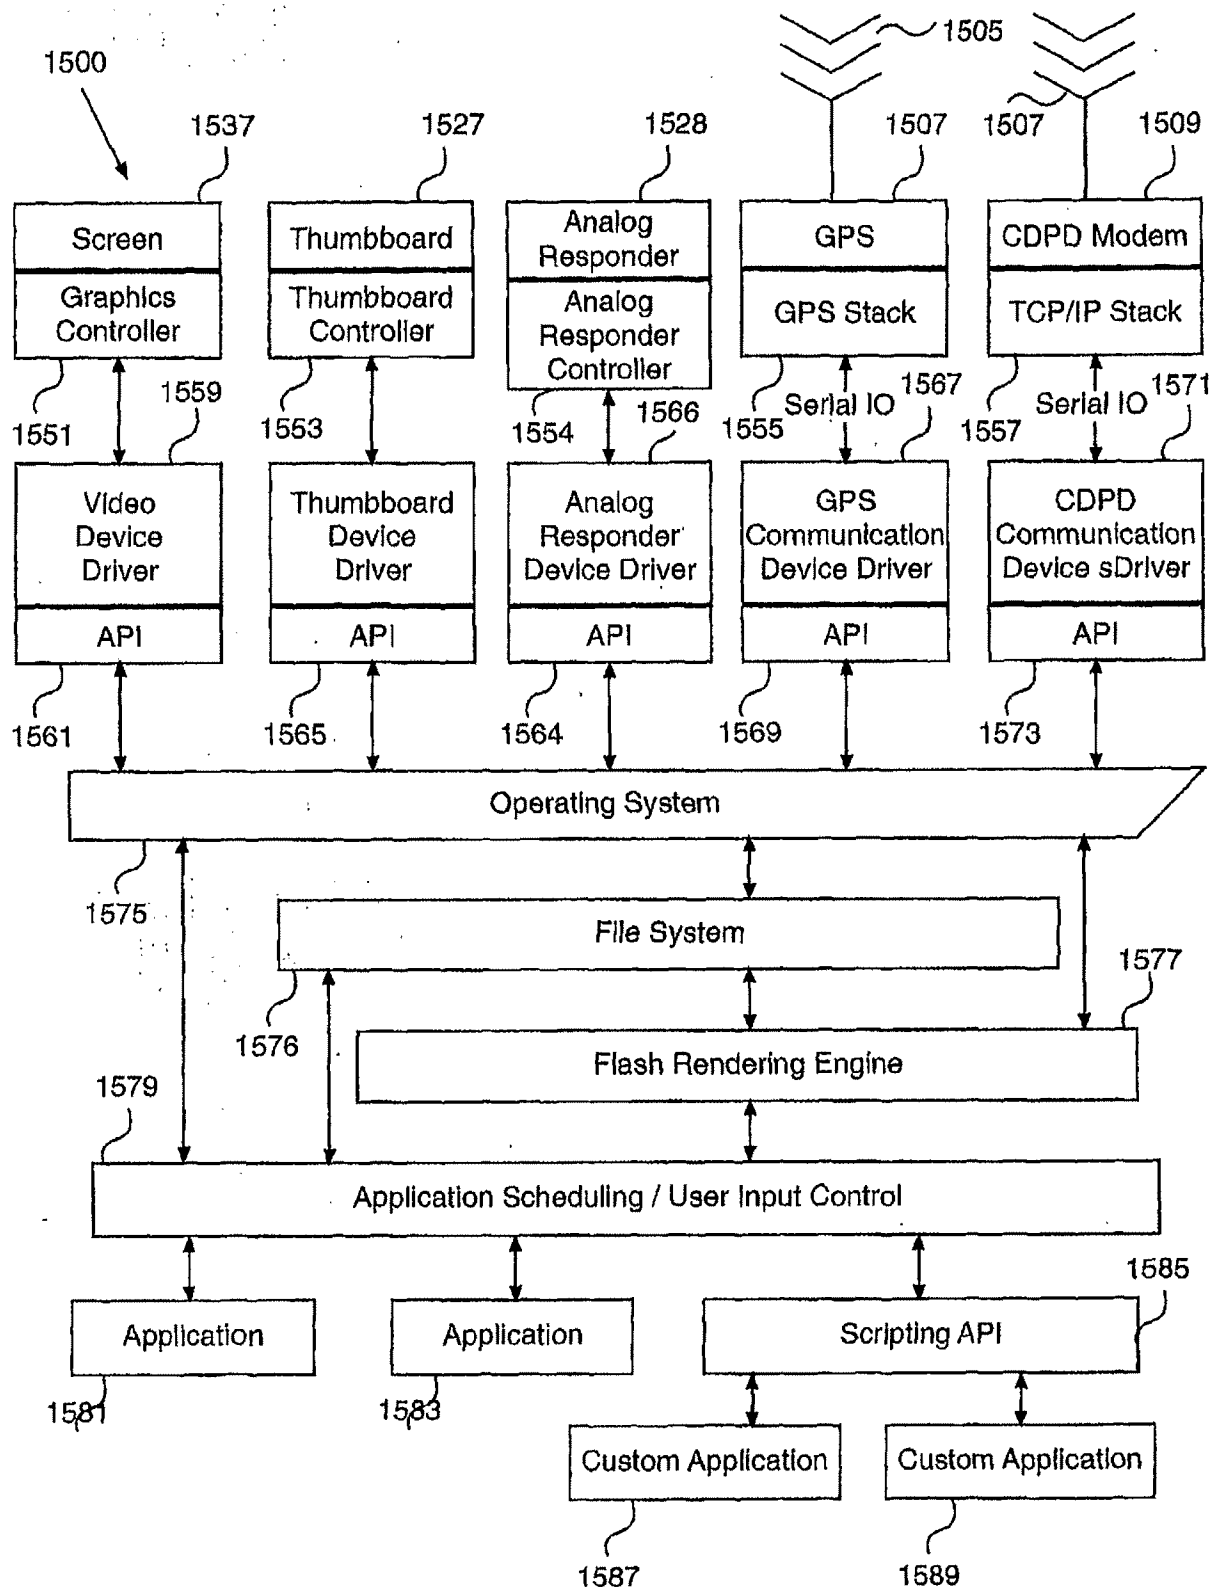 1505
1500
1537
1527
1528
1507
1507
1509
Screen
Thumbboard
Analog
Responder
GPS
CDPD Modem
Graphics
Controller
Thumbboard
Controller
Analog
Responder
Controller
GPS Stack
TCP/IP Stack
1551
1559
1553
1554
1566
1555
Serial IO
1567
1557
Serial IO
1571
Video
Device
Driver
Thumbboard
Device
Driver
Analog
Responder
Device Driver
GPS
Communication
Device Driver
CDPD
Communication
Device sDriver
API
API
API
API
API
1561
1565
1564
1569
1573
Operating System
1575
File System
1576
1577
Flash Rendering Engine
1579
Application Scheduling / User Input Control
1585
Application
Application
Scripting API
1581
1583
Custom Application
Custom Application
1587
1589